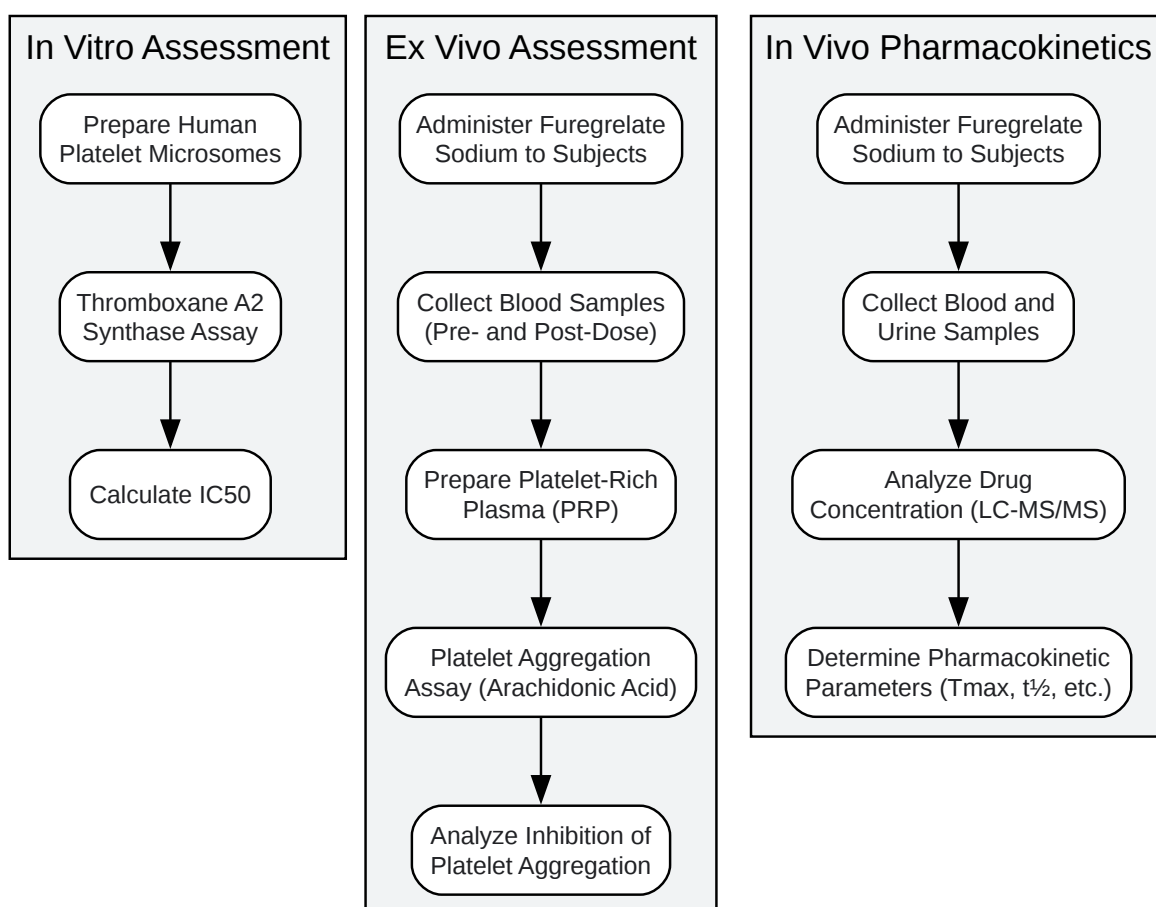 In Vitro Assessment
Prepare Human
Platelet Microsomes
Thromboxane A2
Synthase Assay
Calculate IC50
Ex Vivo Assessment
Administer Furegrelate
Sodium to Subjects
Collect Blood Samples
(Pre- and Post-Dose)
Prepare Platelet-Rich
Plasma (PRP)
Platelet Aggregation
Assay (Arachidonic Acid)
Analyze Inhibition of
Platelet Aggregation
In Vivo Pharmacokinetics
Administer Furegrelate
Sodium to Subjects
Collect Blood and
Urine Samples
Analyze Drug
Concentration (LC-MS/MS)
Determine Pharmacokinetic
Parameters (Tmax, t½, etc.)